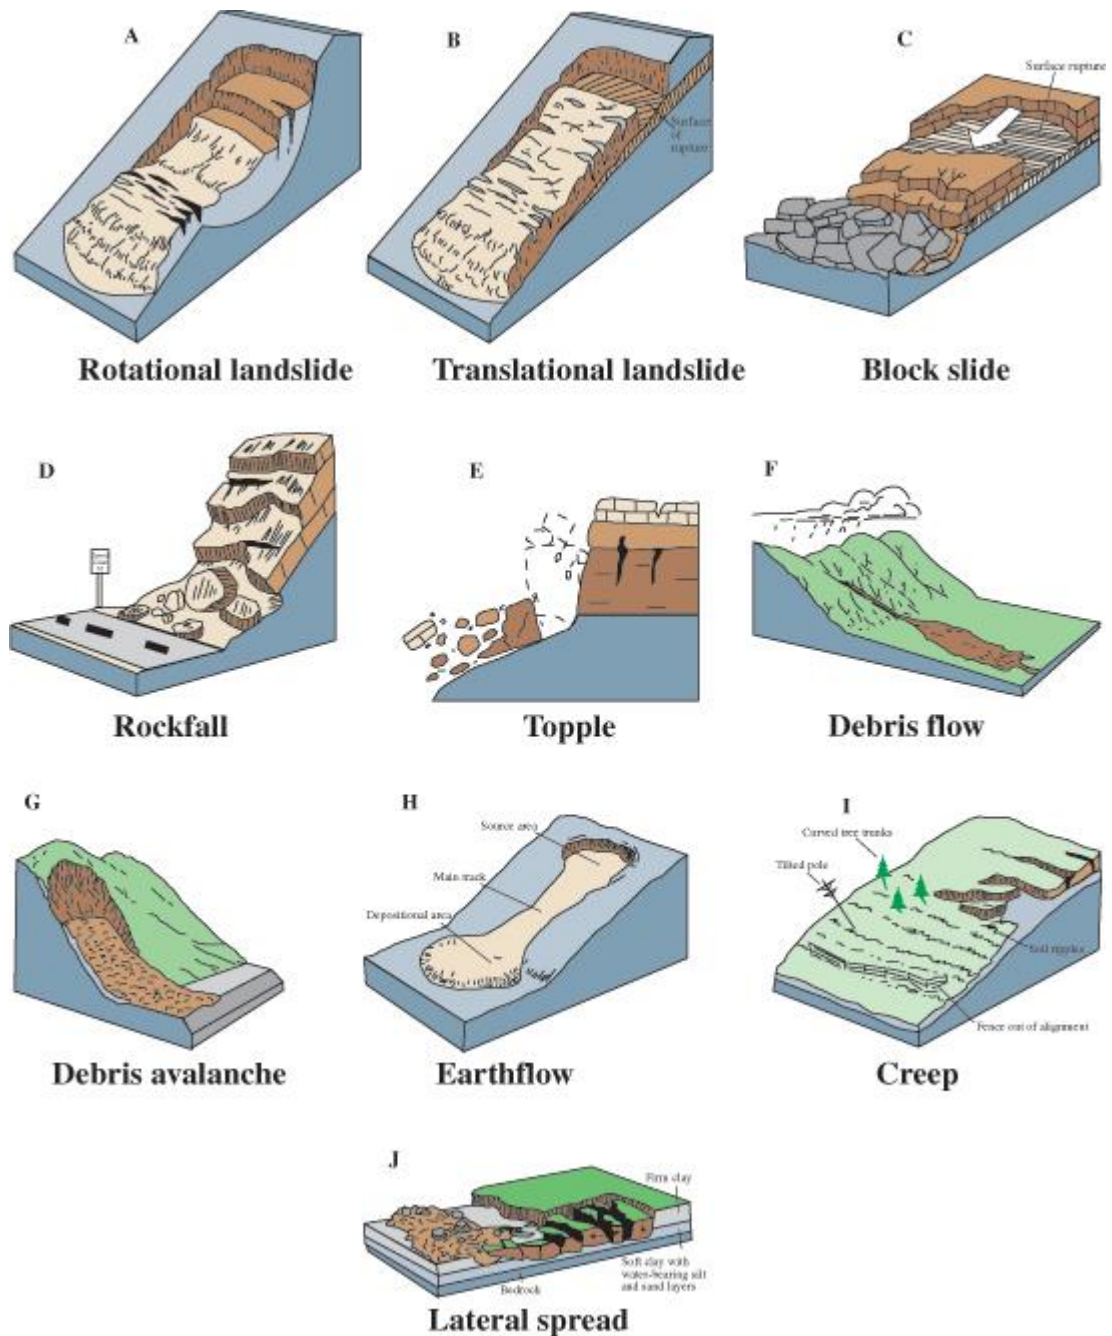 A
B
C
Surface rupture
Surface
of
rupture
Rotational landslide
Translational landslide
Block slide
D
E
F
Rockfall
Topple
Debris flow
G
H
I
Source area
Main track
Depositional area
Curved tree trunks
Tilted pole
Soil ripples
Fence out of alignment
Debris avalanche
Earthflow
Creep
J
Firm clay
Soft clay with
water-bearing silt
and sand layers
Bedrock
Lateral spread